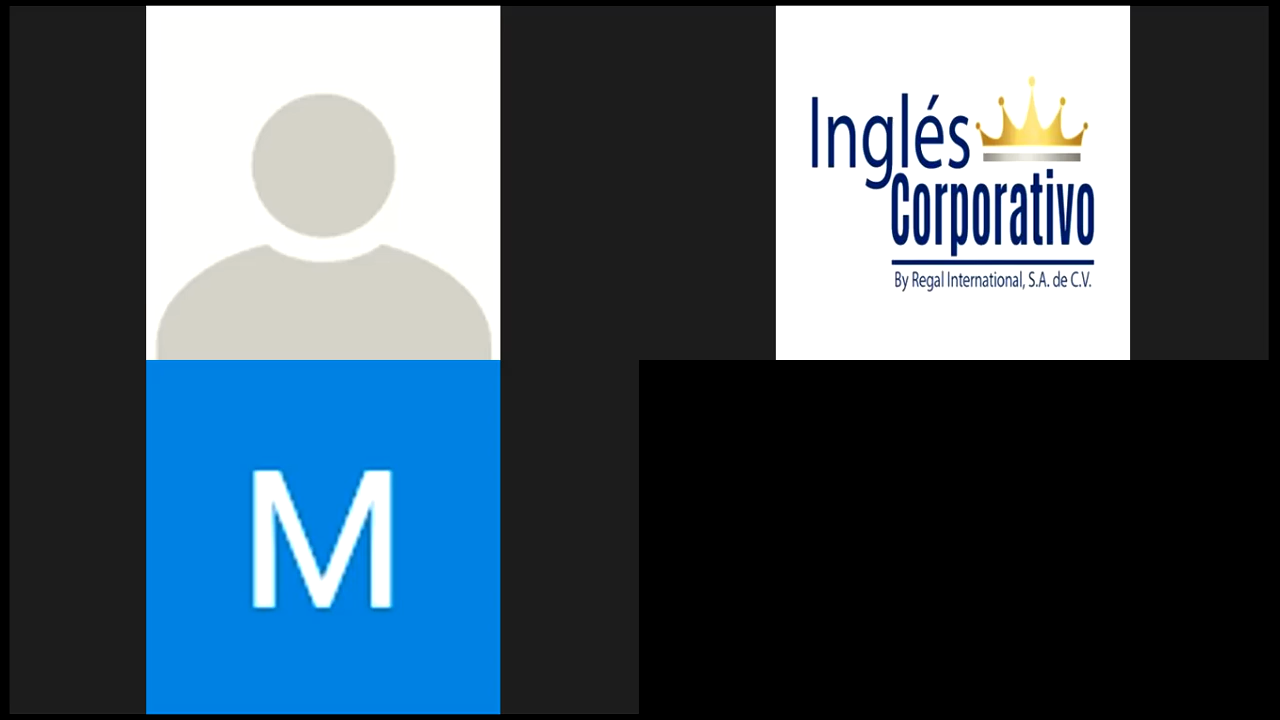 Inglés
Corporativo
By Regal International, S.A. de C.V.
M